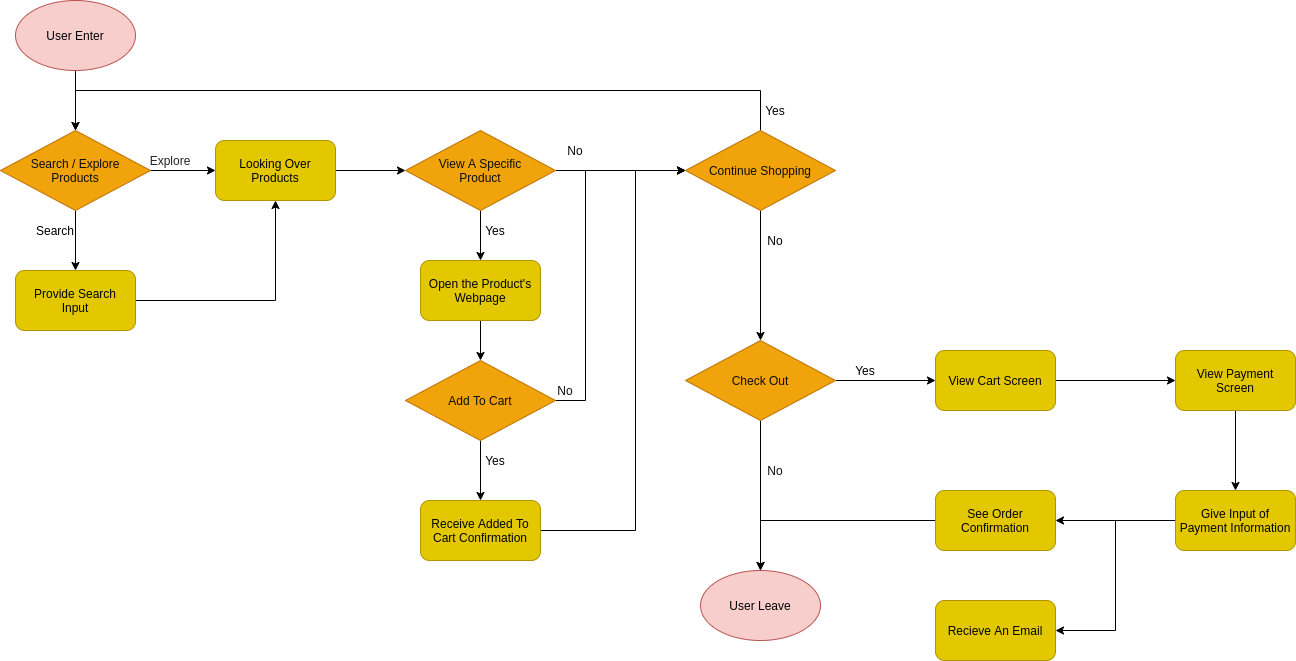 User Enter
Yes
Search / Explore
Products
Explore
Looking Over
Products
View A Specific
Product
No
Continue Shopping
Search
Yes
No
Provide Search
Input
Open the Product's
Webpage
Add To Cart
No
Check Out
Yes
View Cart Screen
View Payment
Screen
Yes
No
Receive Added To
Cart Confirmation
See Order
Confirmation
Give Input of
Payment Information
User Leave
Recieve An Email